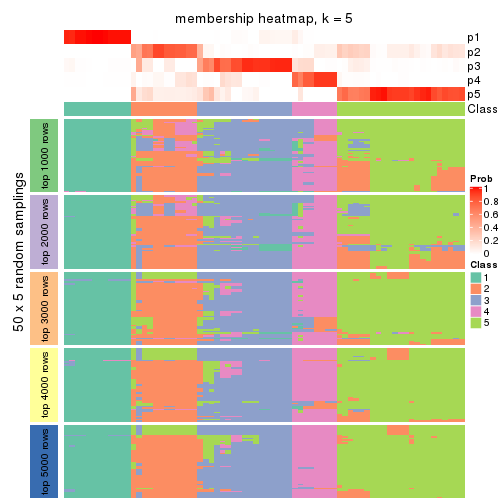 membership heatmap, k = 5
p1
p2
p3
p4
p5
Class
50 x 5 random samplings
top 1000 rows
top 2000 rows
top 3000 rows
top 4000 rows
top 5000 rows
Prob
1
0.8
0.6
0.4
0.2
0
Class
1
2
3
4
5